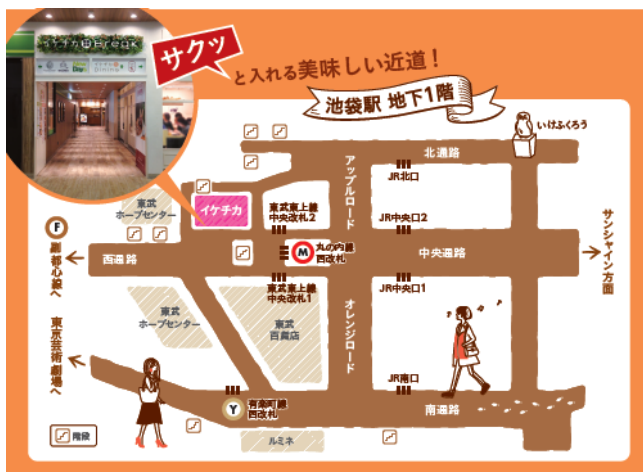 イケチカ Break
Dining
サクッ
と入れる美味しい近道！
池袋駅 地下1階
いけふくろう
北通路
アップルロード
JR北口
東武
ホープセンター
イケチカ
東武東上線
中央改札2
JR中央口2
F
副都心線へ
西通路
M
丸の内線
西改札
中央通路
サンシャイン方面
東武東上線
中央改札1
JR中央口1
東武
ホープセンター
東武
百貨店
オレンジロード
東京芸術劇場へ
JR南口
Y
有楽町線
西改札
南通路
階段
ルミネ